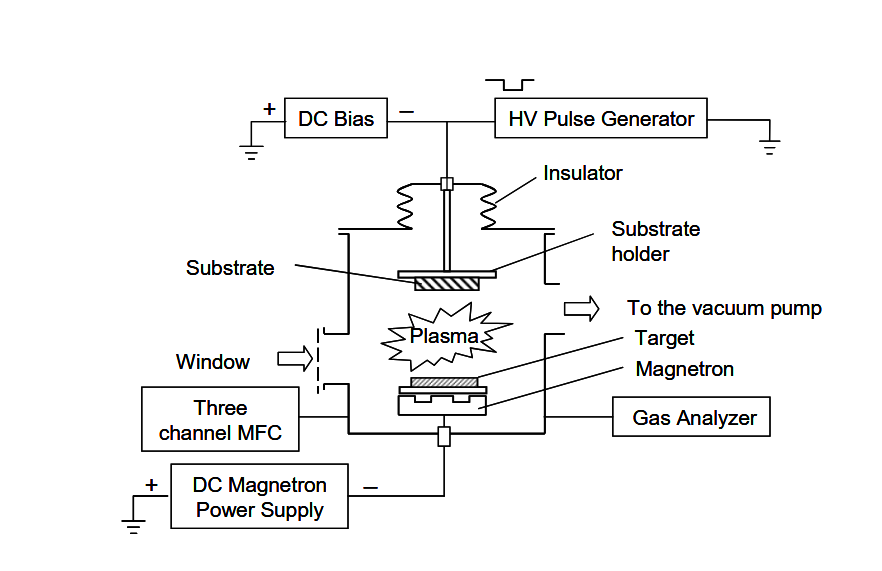 +
DC Bias
−
HV Pulse Generator
Insulator
Substrate
holder
Substrate
To the vacuum pump
Plasma
Target
Window
Magnetron
Three
channel MFC
Gas Analyzer
+
DC Magnetron
Power Supply
−